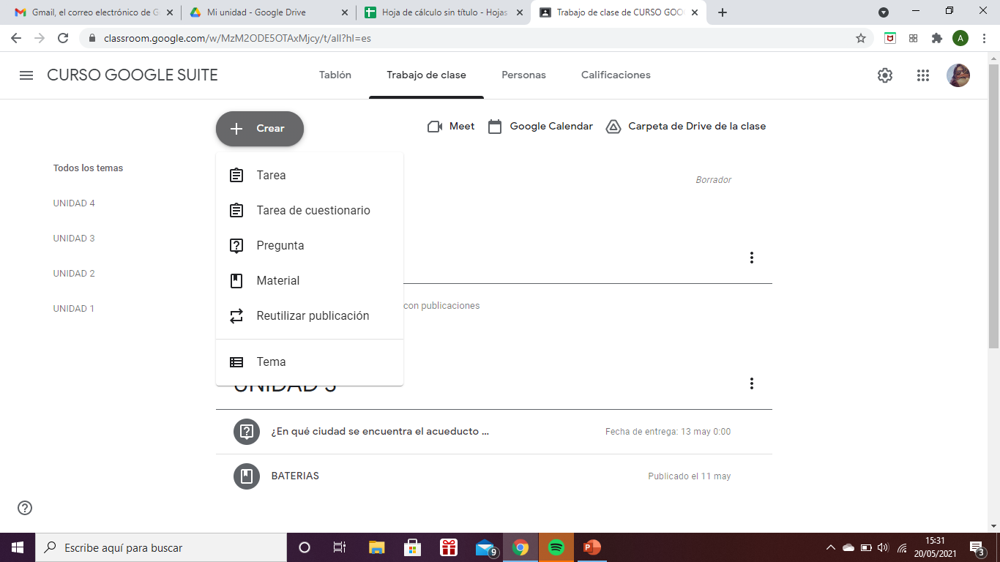 Gmail, el correo electrónico de G
Mi unidad - Google Drive
Hoja de cálculo sin título - Hojas
Trabajo de clase de CURSO GOO
classroom.google.com/w/MzM2ODE5OTAxMjcy/t/all?hl=es
A
CURSO GOOGLE SUITE
Tablón
Trabajo de clase
Personas
Calificaciones
Crear
Meet
Google Calendar
Carpeta de Drive de la clase
Todos los temas
UNIDAD 4
UNIDAD 3
UNIDAD 2
UNIDAD 1
Tarea
Tarea de cuestionario
Pregunta
Material
Reutilizar publicación
Tema
Borrador
con publicaciones
UNIDAD 3
¿En qué ciudad se encuentra el acueducto ...
Fecha de entrega: 13 may 0:00
BATERIAS
Publicado el 11 may
Escribe aquí para buscar
9
15:31
20/05/2021
3